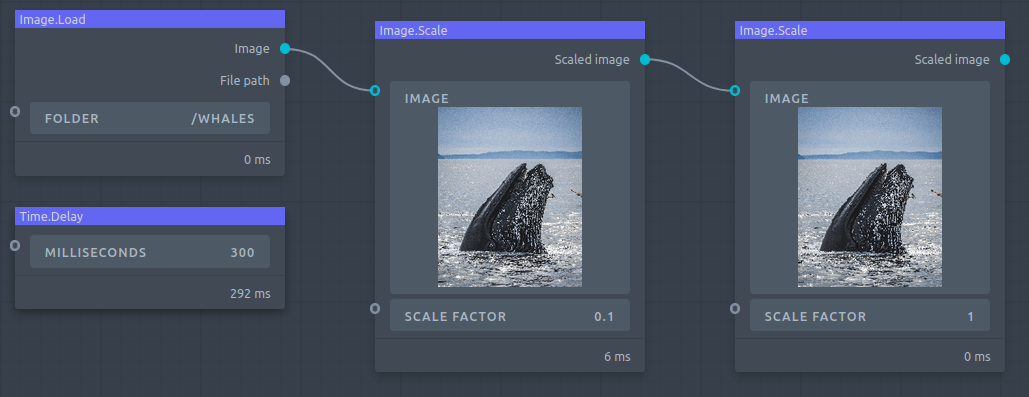 Image.Load
Image
File path
FOLDER /WHALES
0 ms
Time.Delay
MILLISECONDS 300
292 ms
Image.Scale
Scaled image
IMAGE
SCALE FACTOR 0.1
6 ms
Image.Scale
Scaled image
IMAGE
SCALE FACTOR 1
0 ms